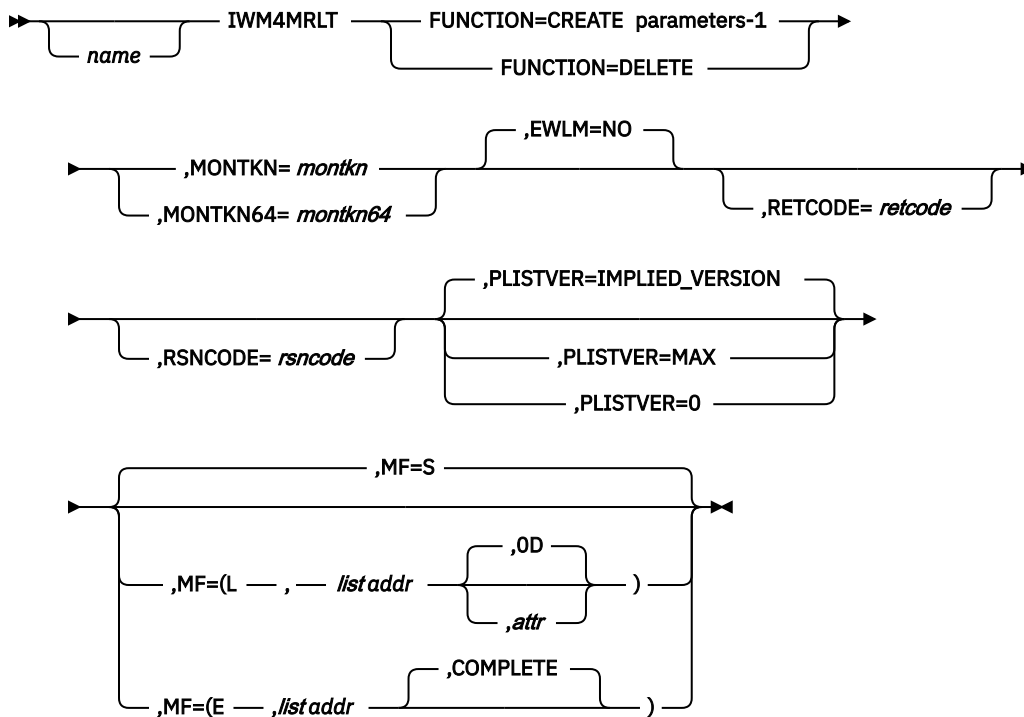 IWM4MRLT FUNCTION=CREATE parameters-1
name
FUNCTION=DELETE
,EWLM=NO
,MONTKN= montkn
,MONTKN64= montkn64
,RETCODE= retcode
,PLISTVER=IMPLIED_VERSION
,RSNCODE= rsncode
,PLISTVER=MAX
,PLISTVER=0
,MF=S
,0D
,MF=(L , list addr )
,attr
,COMPLETE
,MF=(E ,list addr )